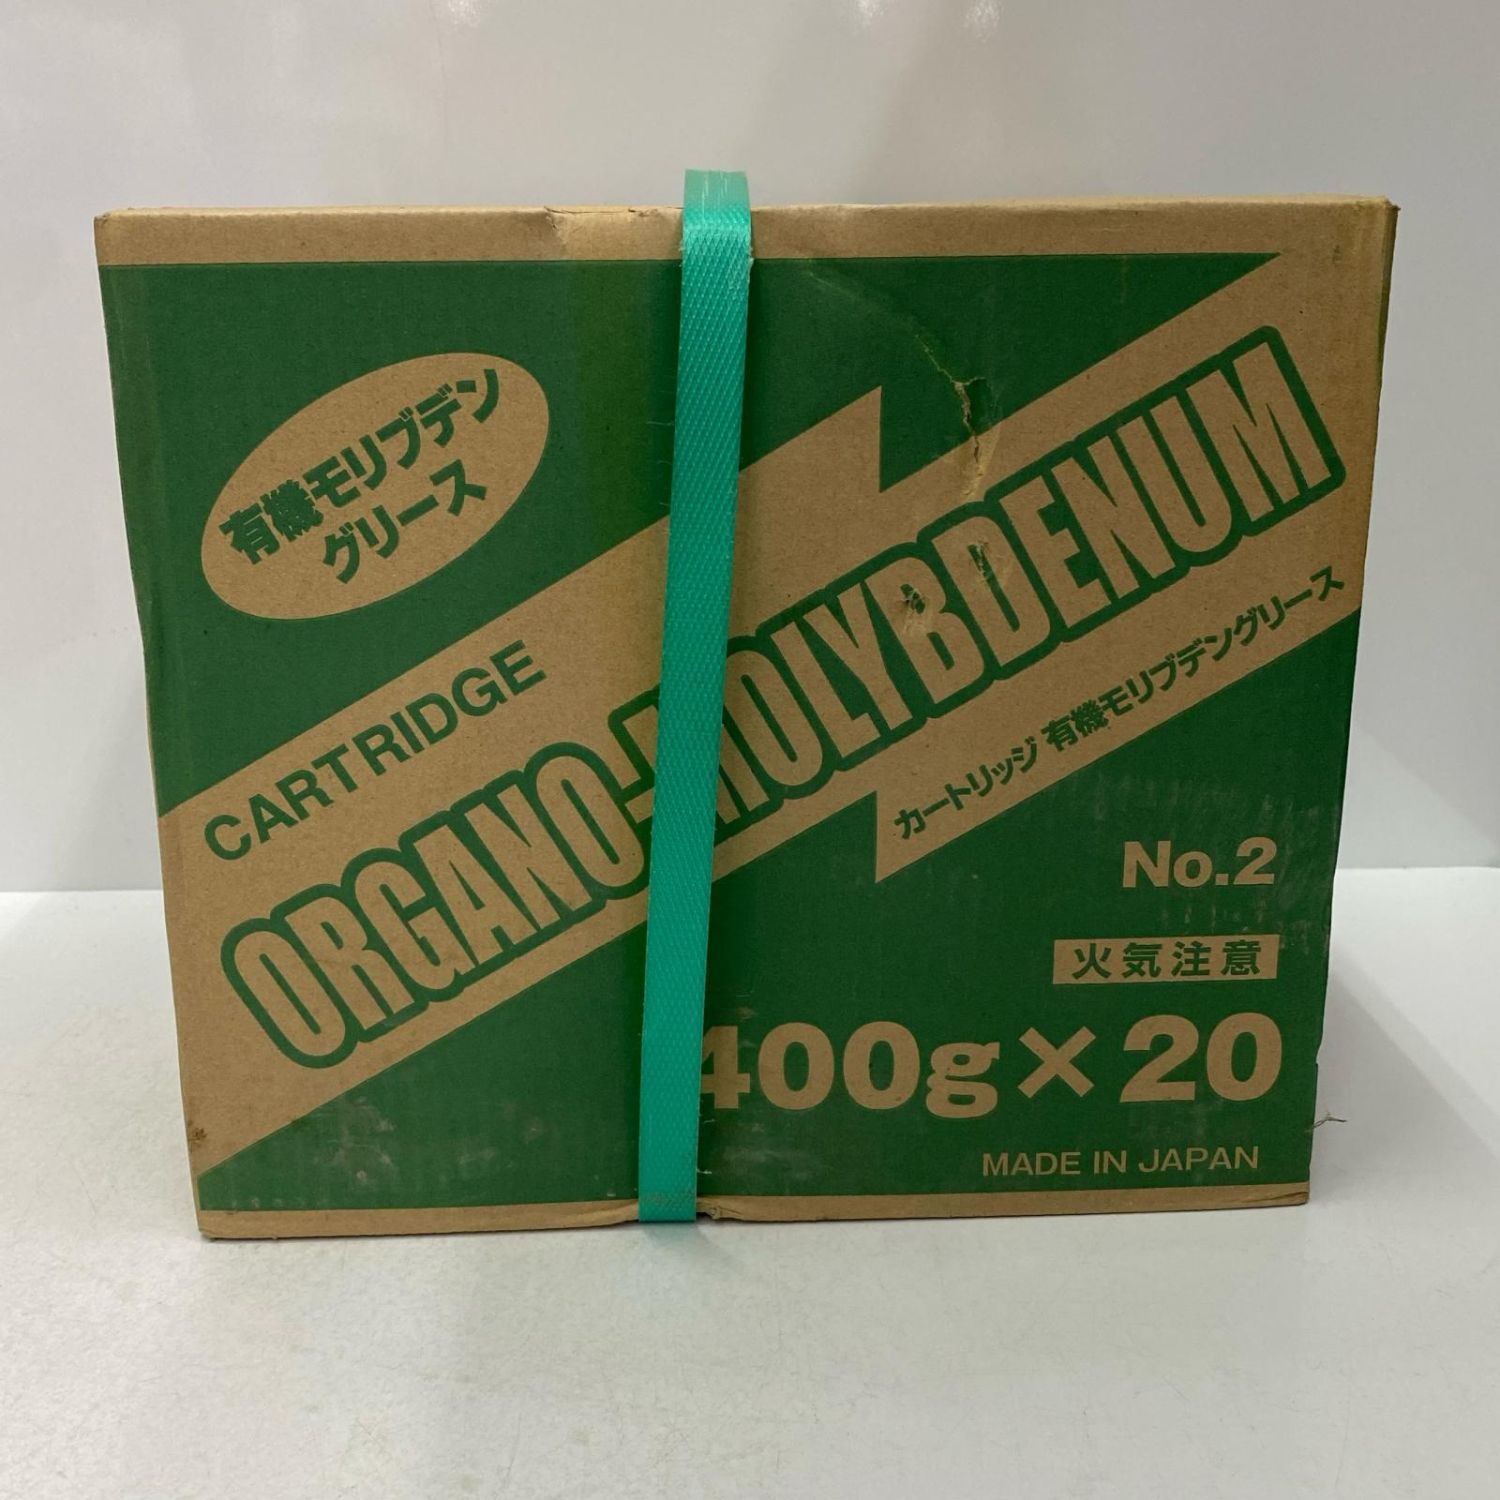 有機モリブデン
グリース
CARTRIDGE
ORGANO-MOLYBDENUM
カートリッジ 有機モリブデングリース
No.2
火気注意
400g×20
MADE IN JAPAN